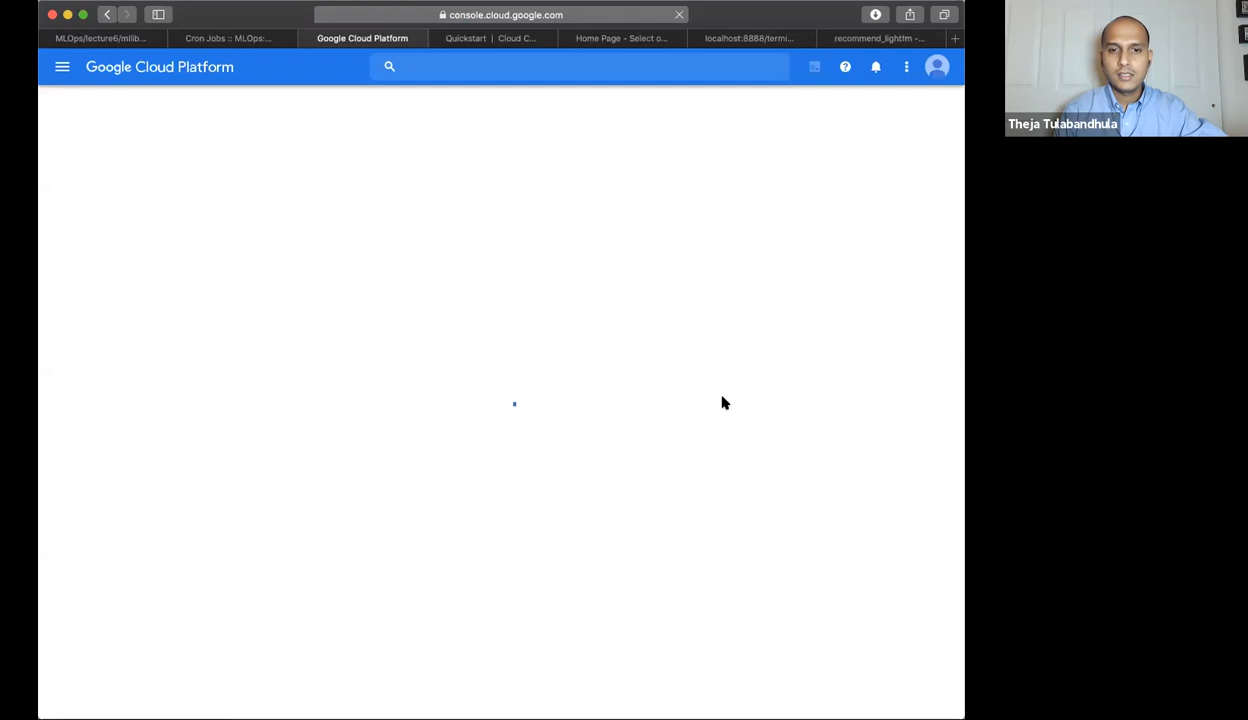 console.cloud.google.com
MLOps/lecture6/mllib...
Cron Jobs :: MLOps:...
Google Cloud Platform
Quickstart | Cloud C...
Home Page - Select o...
localhost:8888/termi...
recommend_lightfm -...
Google Cloud Platform
Theja Tulabandhula